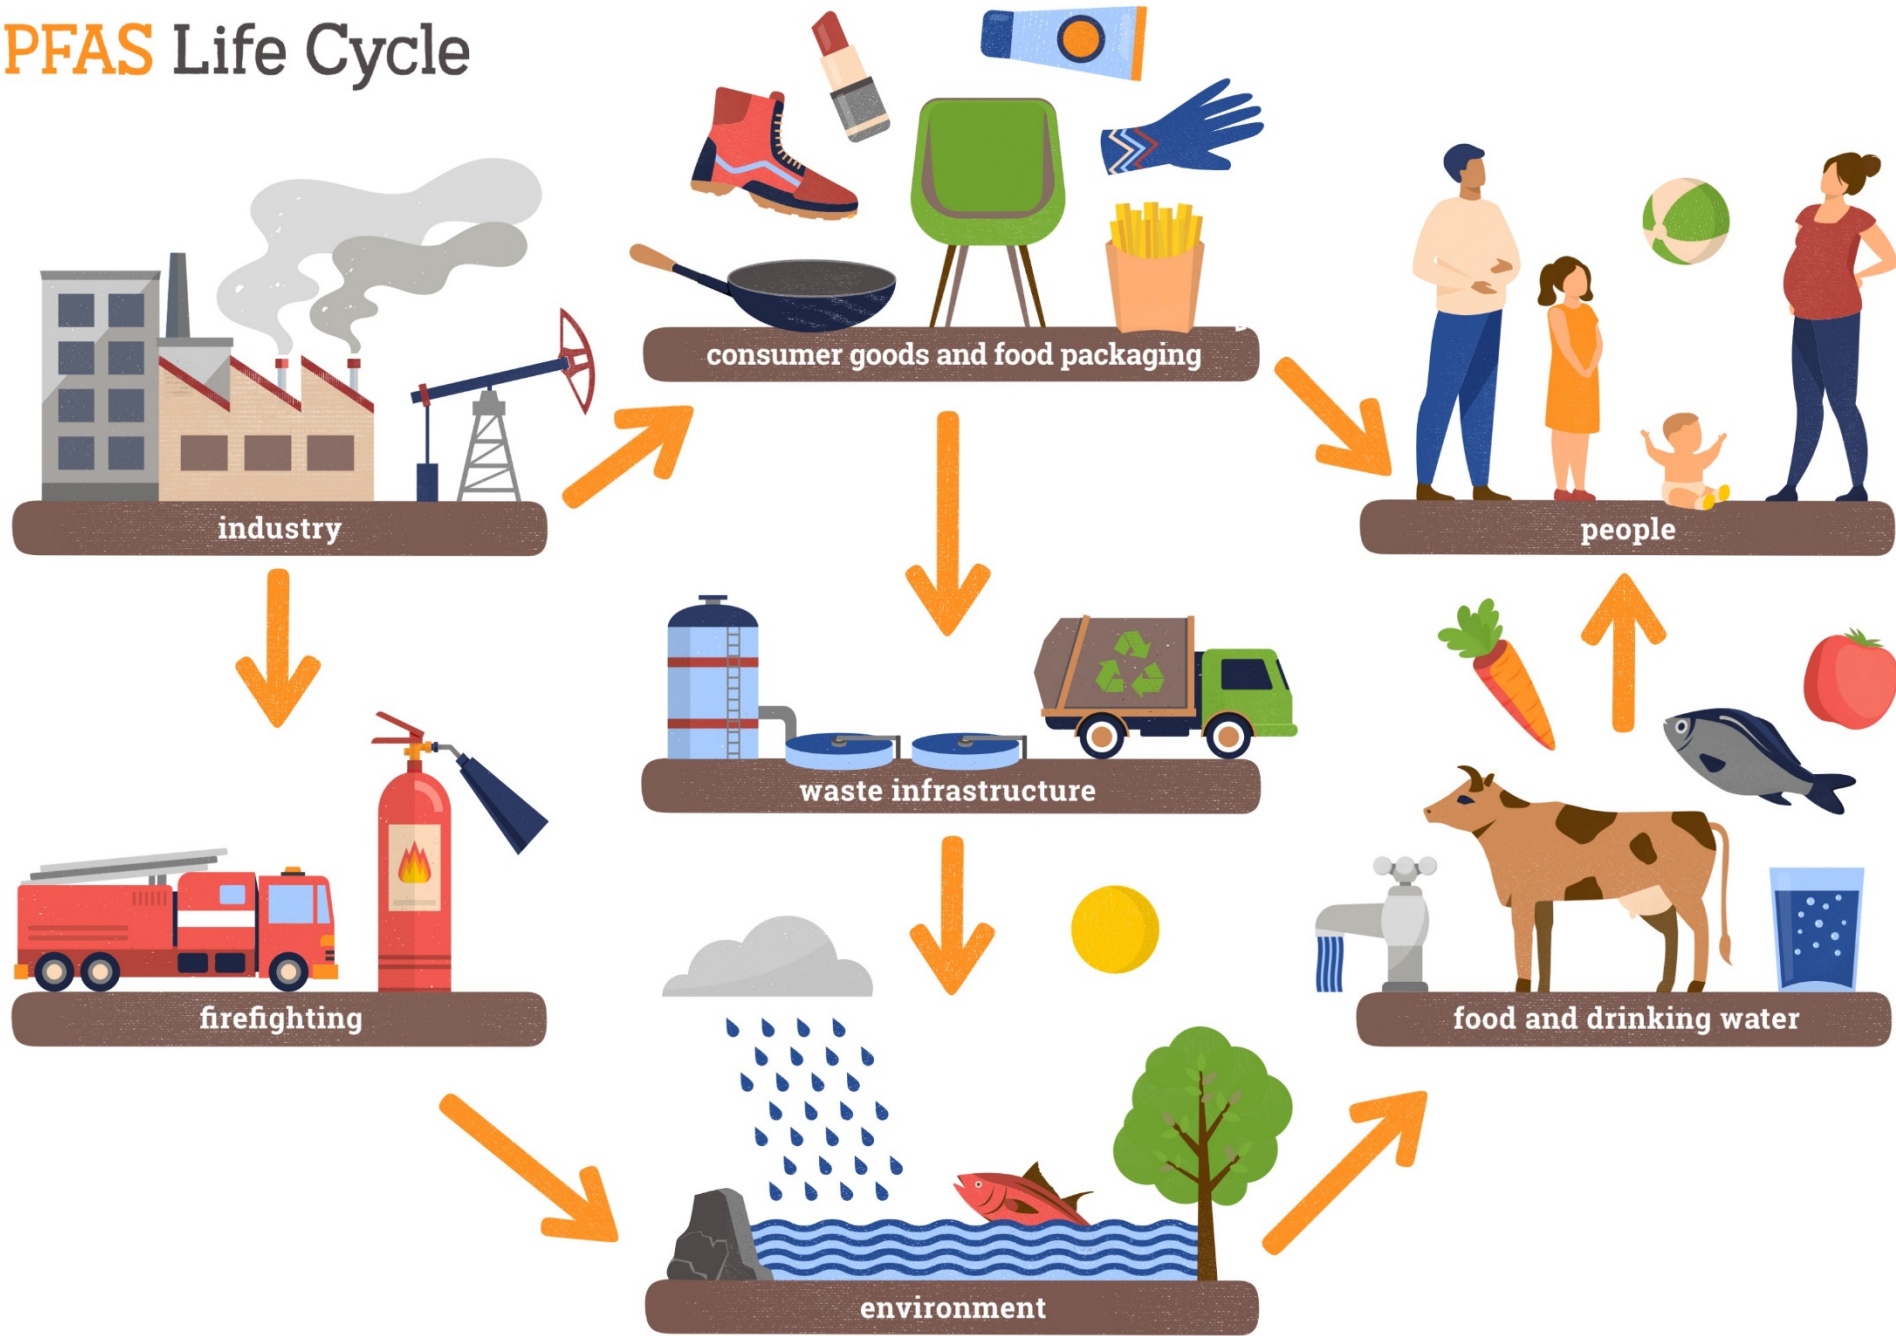 PFAS Life Cycle
consumer goods and food packaging
industry
people
waste infrastructure
firefighting
food and drinking water
environment